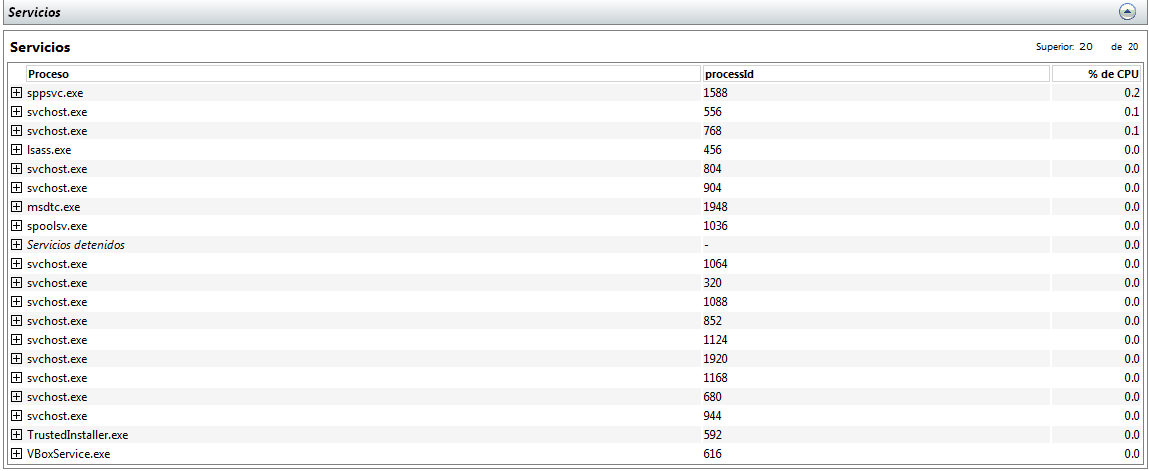 Servicios
Servicios Superior: 20 de 20
Proceso processId % de CPU
sppsvc.exe 1588 0.2
svchost.exe 556 0.1
svchost.exe 768 0.1
lsass.exe 456 0.0
svchost.exe 804 0.0
svchost.exe 904 0.0
msdtc.exe 1948 0.0
spoolsv.exe 1036 0.0
Servicios detenidos - 0.0
svchost.exe 1064 0.0
svchost.exe 320 0.0
svchost.exe 1088 0.0
svchost.exe 852 0.0
svchost.exe 1124 0.0
svchost.exe 1920 0.0
svchost.exe 1168 0.0
svchost.exe 680 0.0
svchost.exe 944 0.0
TrustedInstaller.exe 592 0.0
VBoxService.exe 616 0.0